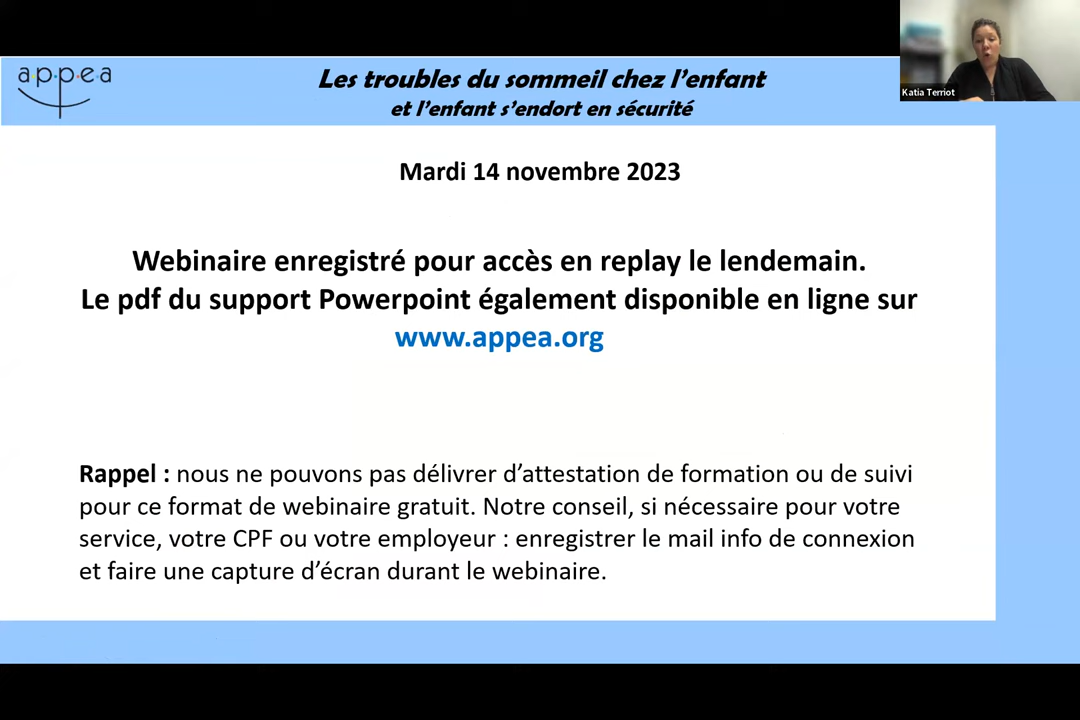 appea
Les troubles du sommeil chez l'enfant
et l'enfant s'endort en sécurité
Katia Terriot
Mardi 14 novembre 2023
Webinaire enregistré pour accès en replay le lendemain.
Le pdf du support Powerpoint également disponible en ligne sur
www.appea.org
Rappel : nous ne pouvons pas délivrer d'attestation de formation ou de suivi
pour ce format de webinaire gratuit. Notre conseil, si nécessaire pour votre
service, votre CPF ou votre employeur : enregistrer le mail info de connexion
et faire une capture d'écran durant le webinaire.